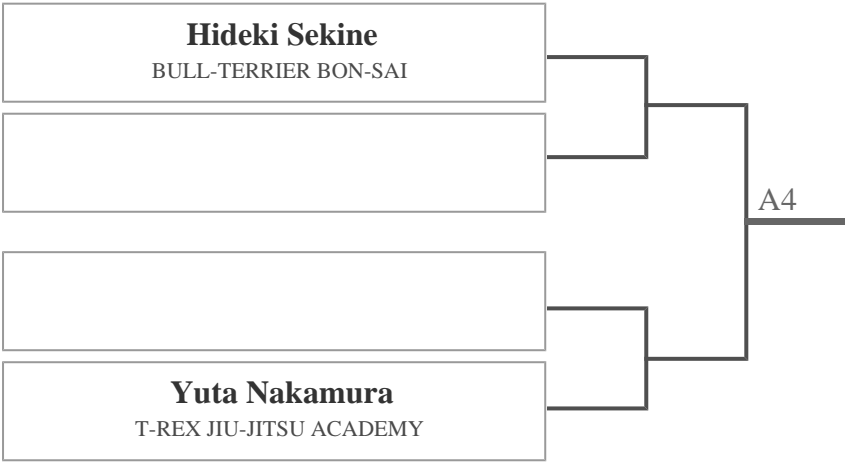 Hideki Sekine
BULL-TERRIER BON-SAI
A4
Yuta Nakamura
T-REX JIU-JITSU ACADEMY